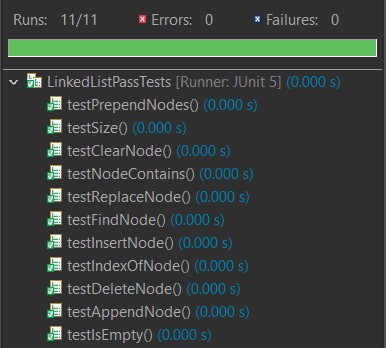 Runs: 11/11 Errors: 0 Failures: 0
LinkedListPassTests [Runner: JUnit 5] (0.000 s)
testPrependNodes() (0.000 s)
testSize() (0.000 s)
testClearNode() (0.000 s)
testNodeContains() (0.000 s)
testReplaceNode() (0.000 s)
testFindNode() (0.000 s)
testInsertNode() (0.000 s)
testIndexOfNode() (0.000 s)
testDeleteNode() (0.000 s)
testAppendNode() (0.000 s)
testIsEmpty() (0.000 s)